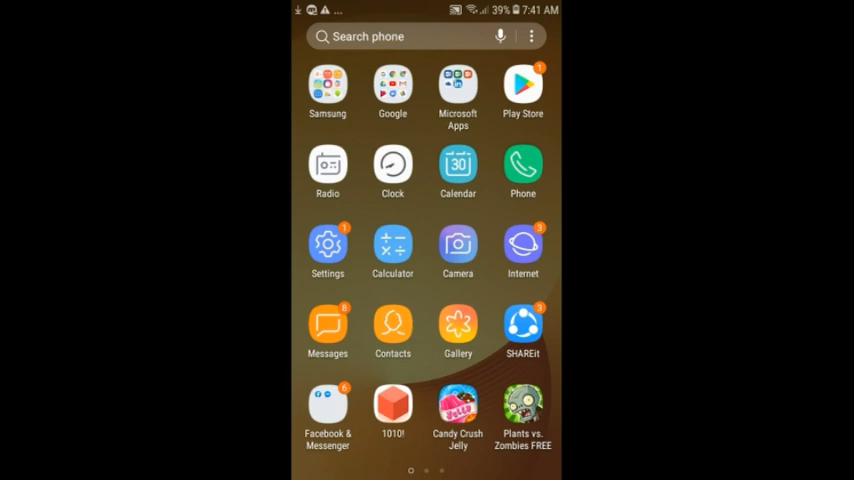 39% 7:41 AM
Search phone
1
Samsung Google Microsoft Apps Play Store
30
Radio Clock Calendar Phone
1 3
Settings Calculator Camera Internet
8 3
Messages Contacts Gallery SHAREit
6
JELLY
Facebook & Messenger 1010! Candy Crush Jelly Plants vs. Zombies FREE